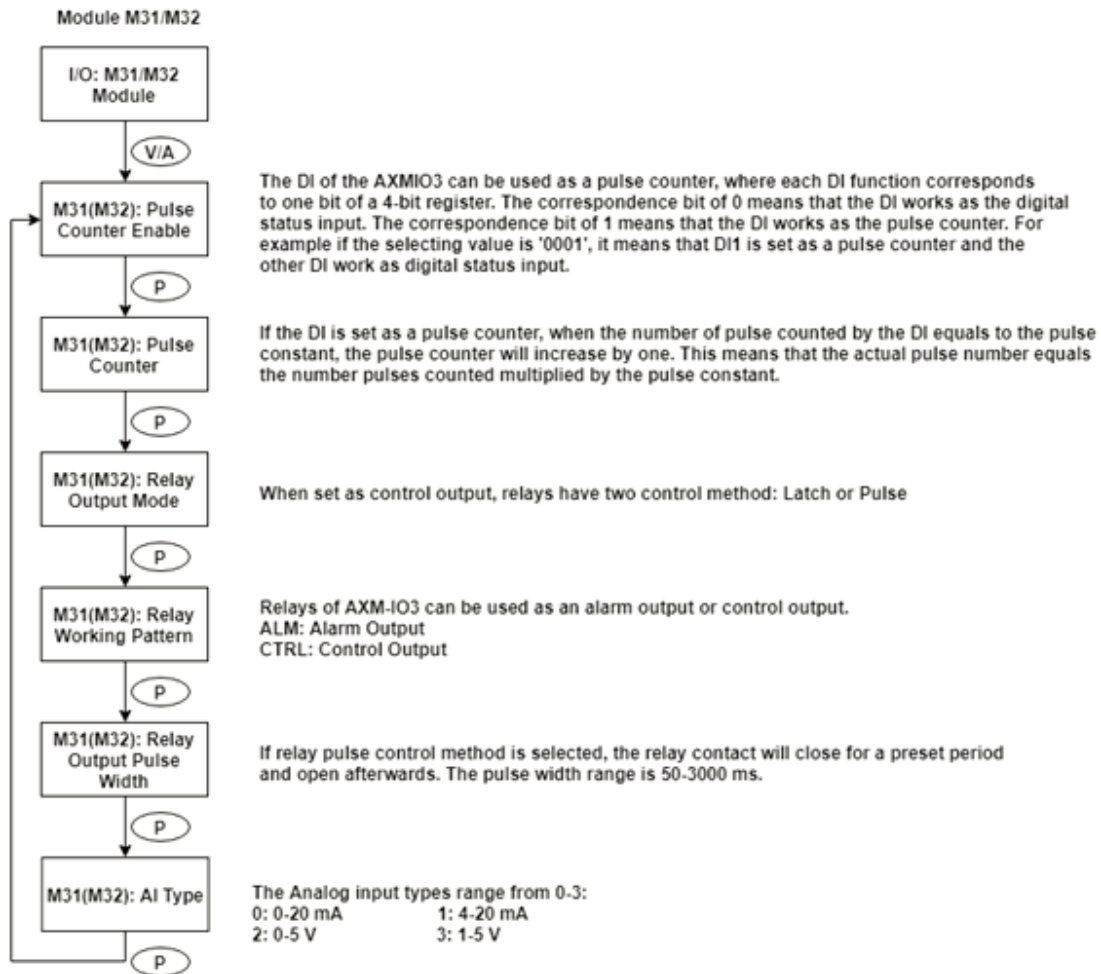 Module M31/M32
I/O: M31/M32
Module
V/A
M31(M32): Pulse
Counter Enable
The DI of the AXMIO3 can be used as a pulse counter, where each DI function corresponds
to one bit of a 4-bit register. The correspondence bit of 0 means that the DI works as the digital
status input. The correspondence bit of 1 means that the DI works as the pulse counter. For
example if the selecting value is '0001', it means that DI1 is set as a pulse counter and the
other DI work as digital status input.
P
M31(M32): Pulse
Counter
If the DI is set as a pulse counter, when the number of pulse counted by the DI equals to the pulse
constant, the pulse counter will increase by one. This means that the actual pulse number equals
the number pulses counted multiplied by the pulse constant.
P
M31(M32): Relay
Output Mode
When set as control output, relays have two control method: Latch or Pulse
P
M31(M32): Relay
Working Pattern
Relays of AXM-IO3 can be used as an alarm output or control output.
ALM: Alarm Output
CTRL: Control Output
P
M31(M32): Relay
Output Pulse
Width
If relay pulse control method is selected, the relay contact will close for a preset period
and open afterwards. The pulse width range is 50-3000 ms.
P
M31(M32): AI Type
The Analog input types range from 0-3:
0: 0-20 mA 1: 4-20 mA
2: 0-5 V 3: 1-5 V
P